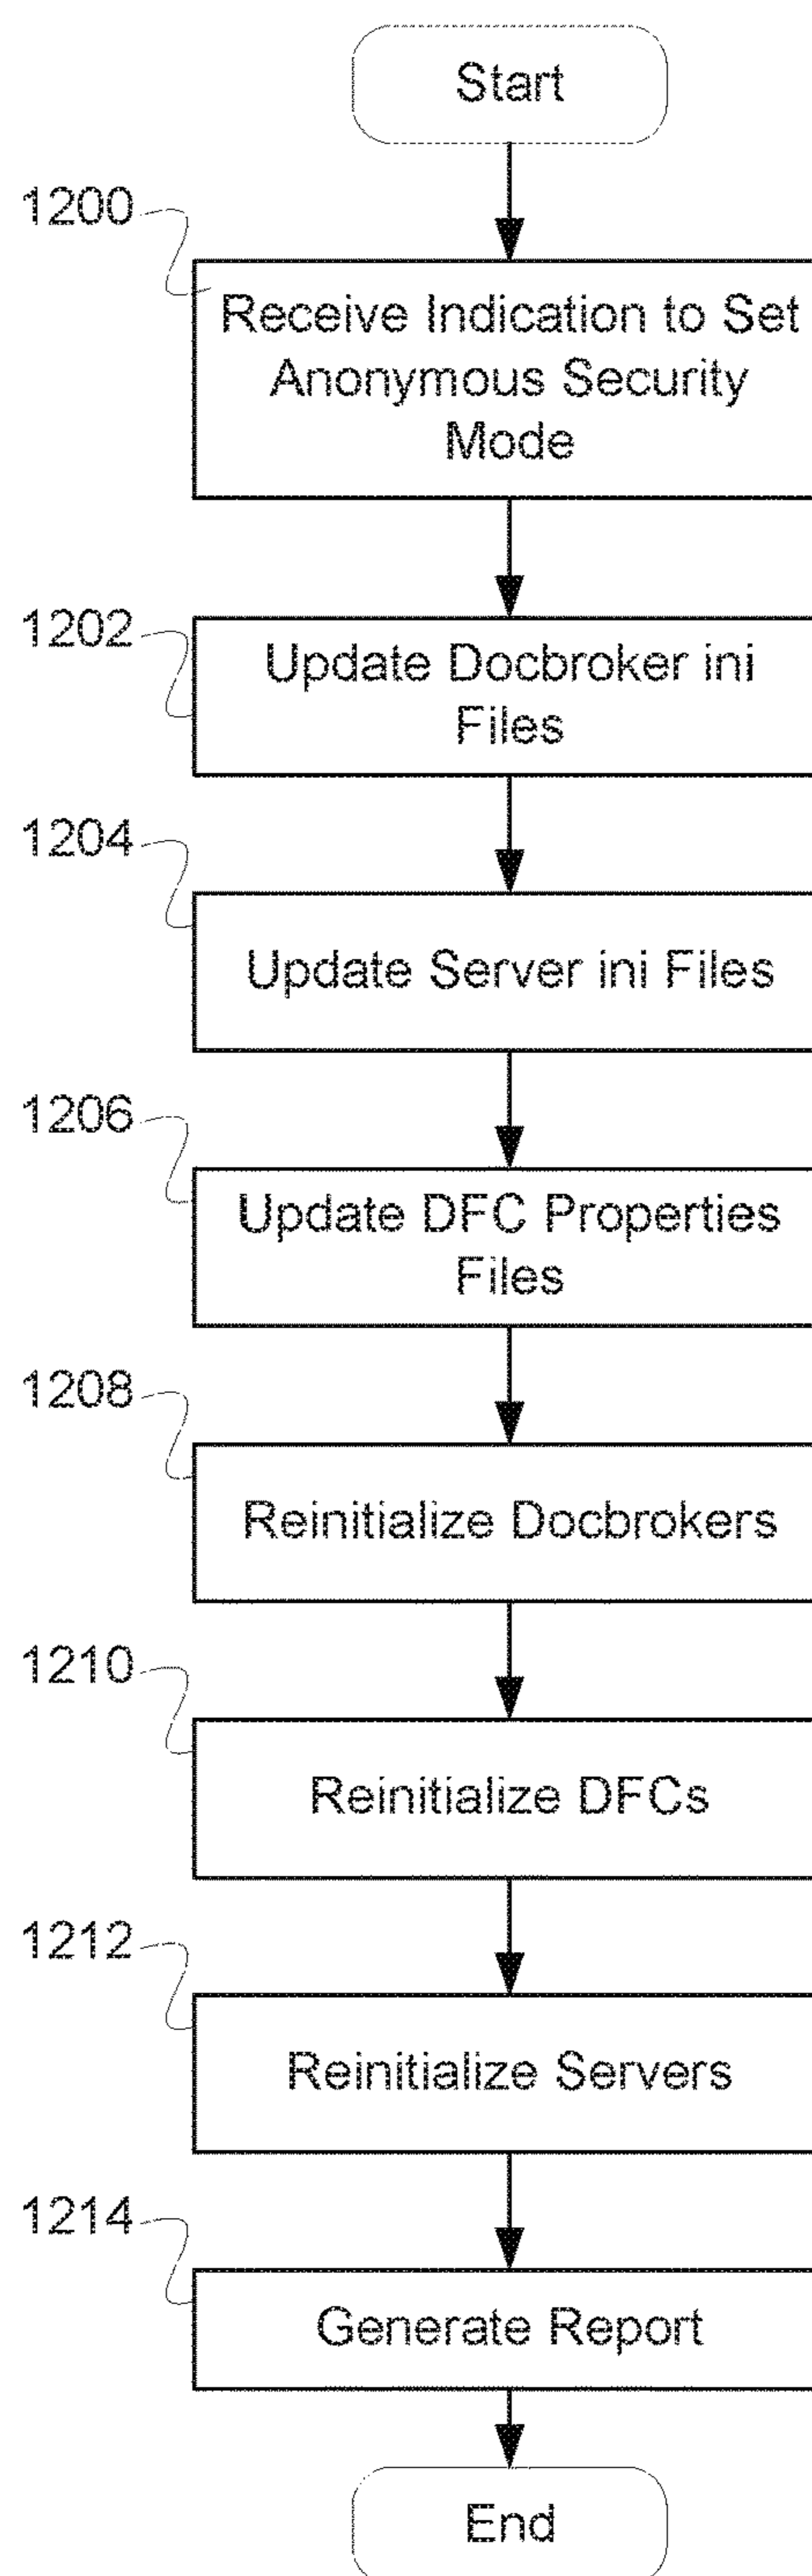 Start
1200
Receive Indication to Set
Anonymous Security
Mode
1202
Update Docbroker ini
Files
1204
Update Server ini Files
1206
Update DFC Properties
Files
1208
Reinitialize Docbrokers
1210
Reinitialize DFCs
1212
Reinitialize Servers
1214
Generate Report
End